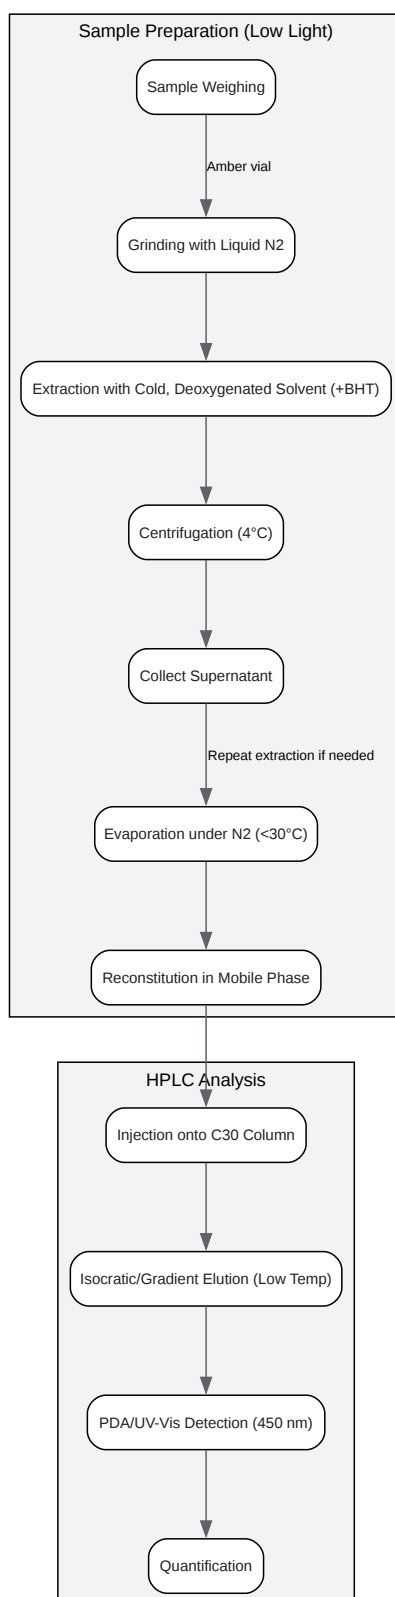 Sample Preparation (Low Light)
Sample Weighing
Amber vial
Grinding with Liquid N2
Extraction with Cold, Deoxygenated Solvent (+BHT)
Centrifugation (4°C)
Collect Supernatant
Repeat extraction if needed
Evaporation under N2 (<30°C)
Reconstitution in Mobile Phase
HPLC Analysis
Injection onto C30 Column
Isocratic/Gradient Elution (Low Temp)
PDA/UV-Vis Detection (450 nm)
Quantification